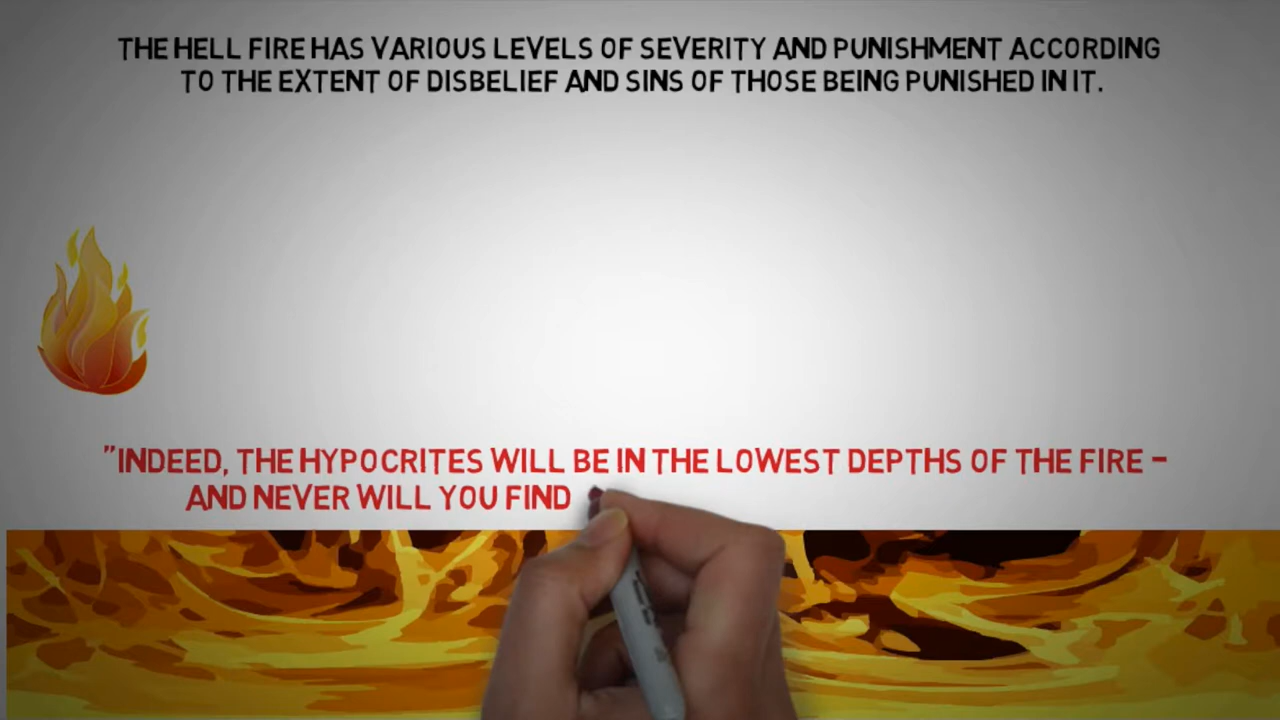 THE HELL FIRE HAS VARIOUS LEVELS OF SEVERITY AND PUNISHMENT ACCORDING
TO THE EXTENT OF DISBELIEF AND SINS OF THOSE BEING PUNISHED IN IT.
"INDEED, THE HYPOCRITES WILL BE IN THE LOWEST DEPTHS OF THE FIRE -
AND NEVER WILL YOU FIND